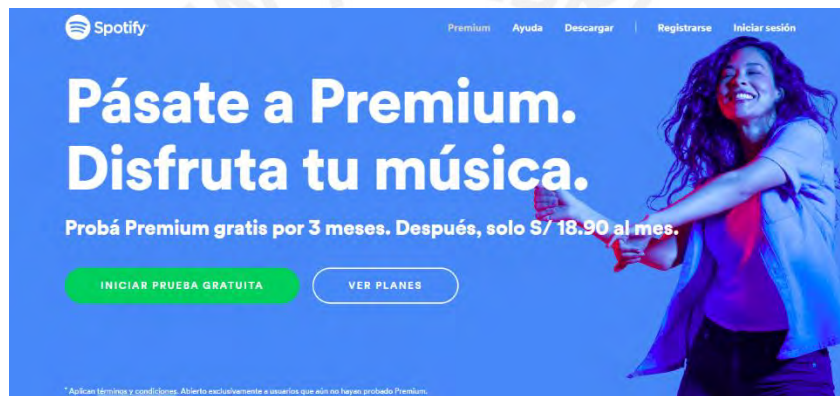 Spotify
Premium Ayuda Descargar Registrarse Iniciar sesión
Pásate a Premium.
Disfruta tu música.
Probá Premium gratis por 3 meses. Después, solo S/ 18.90 al mes.
INICIAR PRUEBA GRATUITA VER PLANES
* Aplican términos y condiciones. Abierto exclusivamente a usuarios que aún no hayan probado Premium.